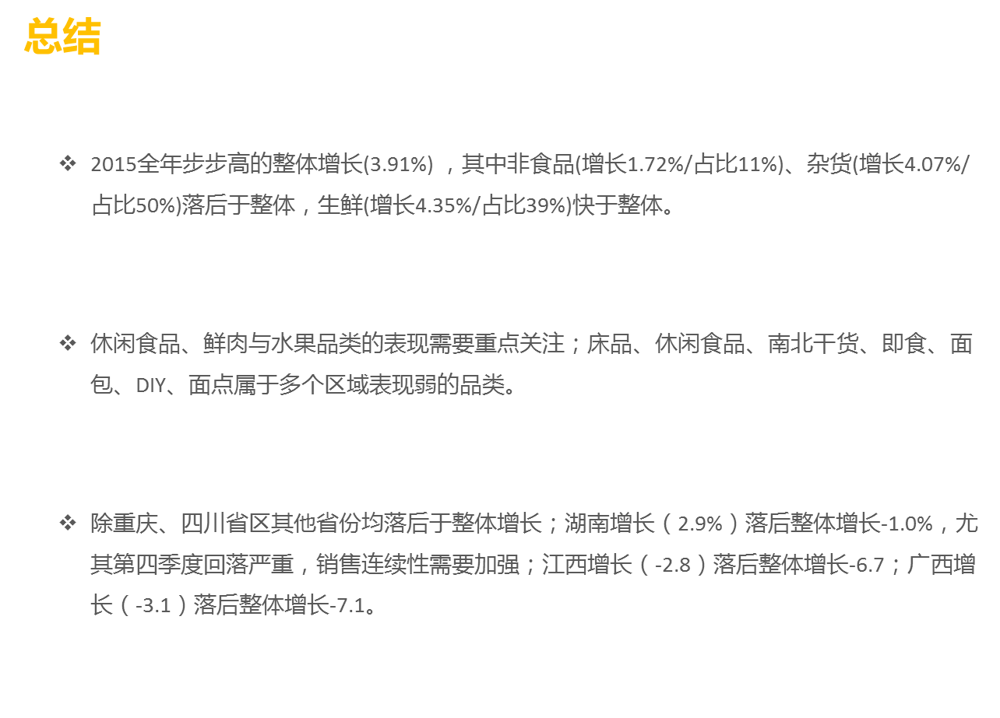 总结
❖ 2015全年步步高的整体增长(3.91%) ，其中非食品(增长1.72%/占比11%)、杂货(增长4.07%/
占比50%)落后于整体，生鲜(增长4.35%/占比39%)快于整体。
❖ 休闲食品、鲜肉与水果品类的表现需要重点关注；床品、休闲食品、南北干货、即食、面
包、DIY、面点属于多个区域表现弱的品类。
❖ 除重庆、四川省区其他省份均落后于整体增长；湖南增长（2.9%）落后整体增长-1.0%，尤
其第四季度回落严重，销售连续性需要加强；江西增长（-2.8）落后整体增长-6.7；广西增
长（-3.1）落后整体增长-7.1。